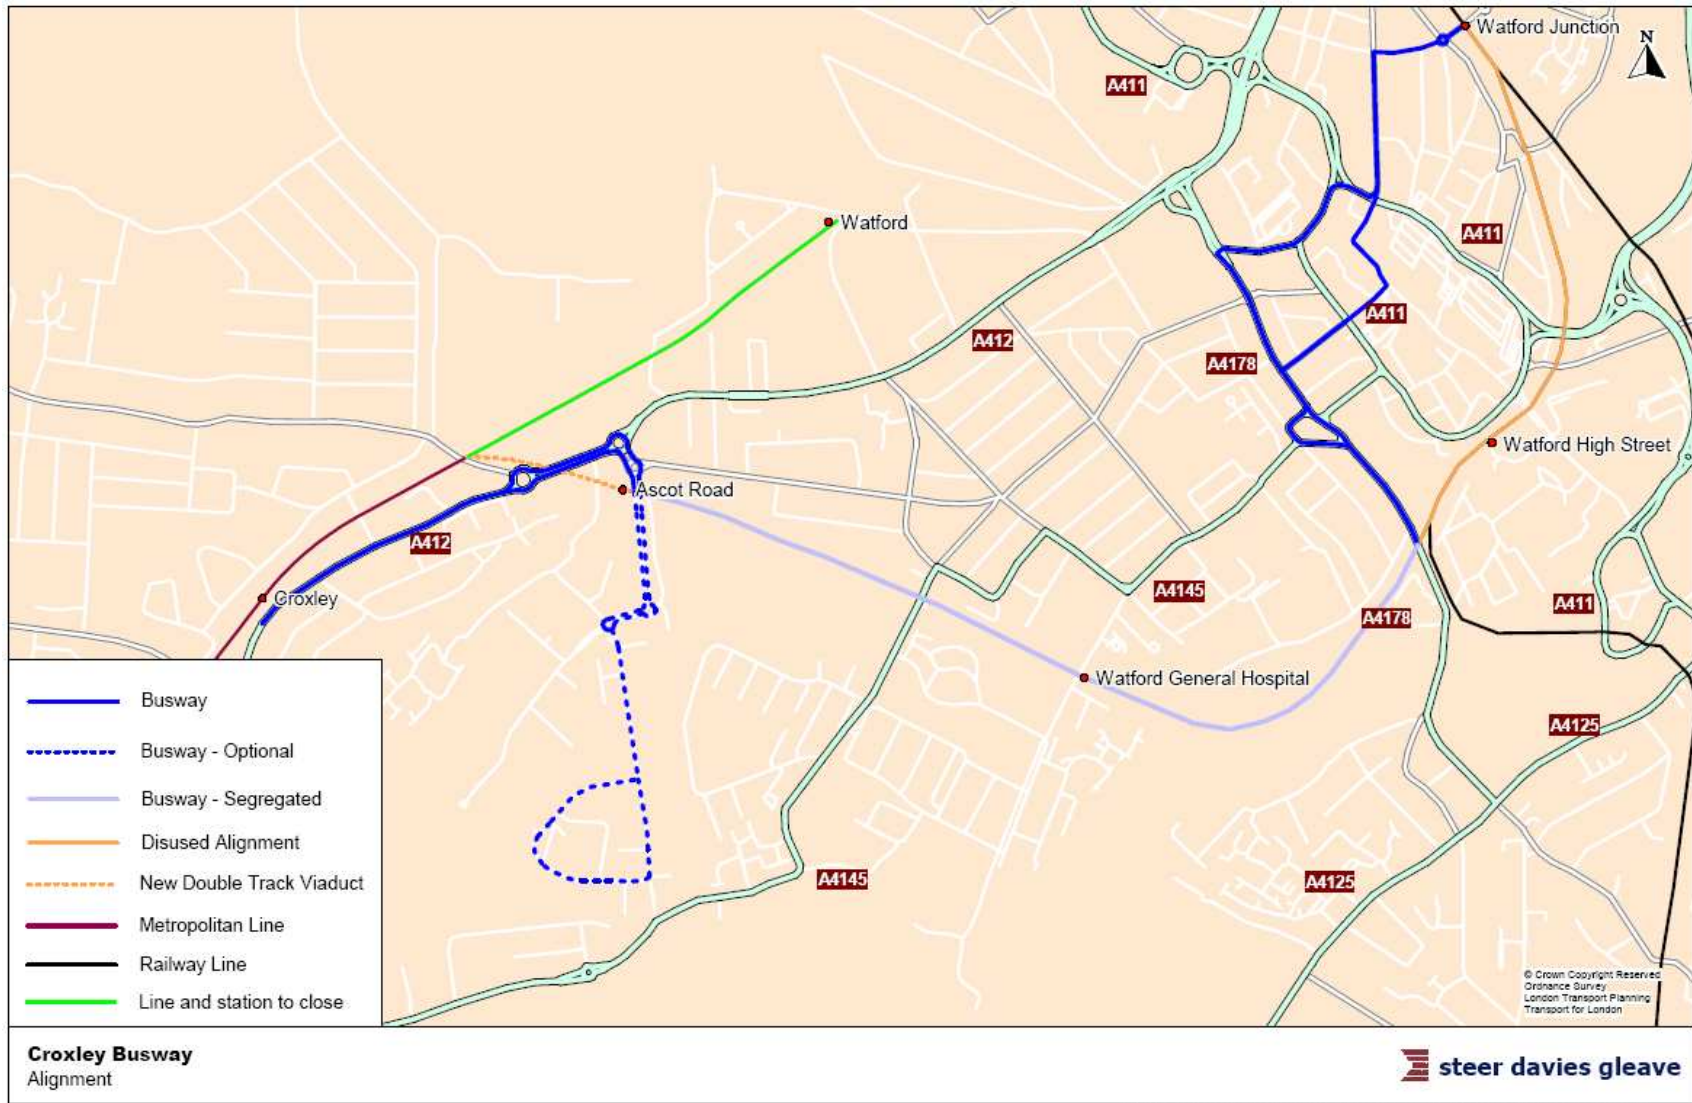 Watford Junction
N
A411
Watford
A411
A411
A412
A4178
Watford High Street
Ascot Road
A412
A4145
Croxley
A411
A4178
Watford General Hospital
A4125
A4145
A4125
Busway
Busway - Optional
Busway - Segregated
Disused Alignment
New Double Track Viaduct
Metropolitan Line
Railway Line
Line and station to close
© Crown Copyright Reserved
Ordnance Survey
London Transport Planning
Transport for London
Croxley Busway
Alignment
steer davies gleave